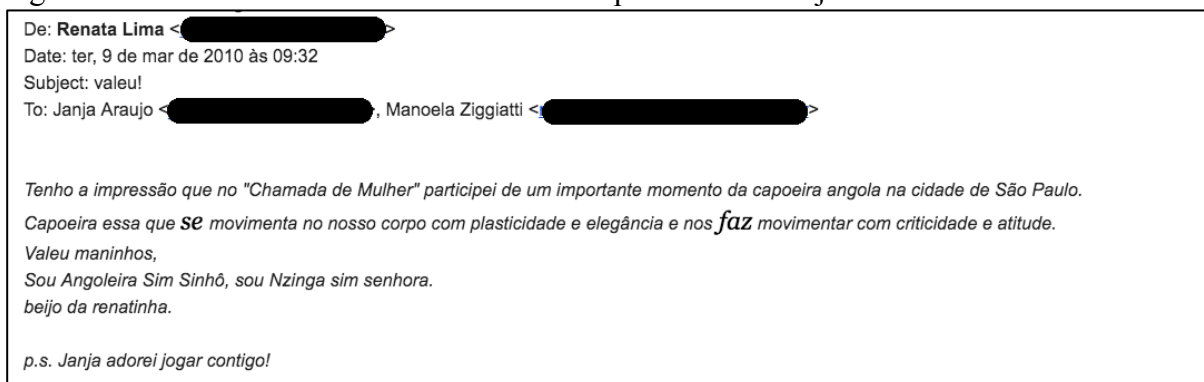 De: Renata Lima < >
Date: ter, 9 de mar de 2010 às 09:32
Subject: valeu!
To: Janja Araujo < , Manoela Ziggiatti < >
Tenho a impressão que no "Chamada de Mulher" participei de um importante momento da capoeira angola na cidade de São Paulo.
Capoeira essa que se movimenta no nosso corpo com plasticidade e elegância e nos faz movimentar com criticidade e atitude.
Valeu maninhos,
Sou Angoleira Sim Sinhô, sou Nzinga sim senhora.
beijo da renatinha.
p.s. Janja adorei jogar contigo!